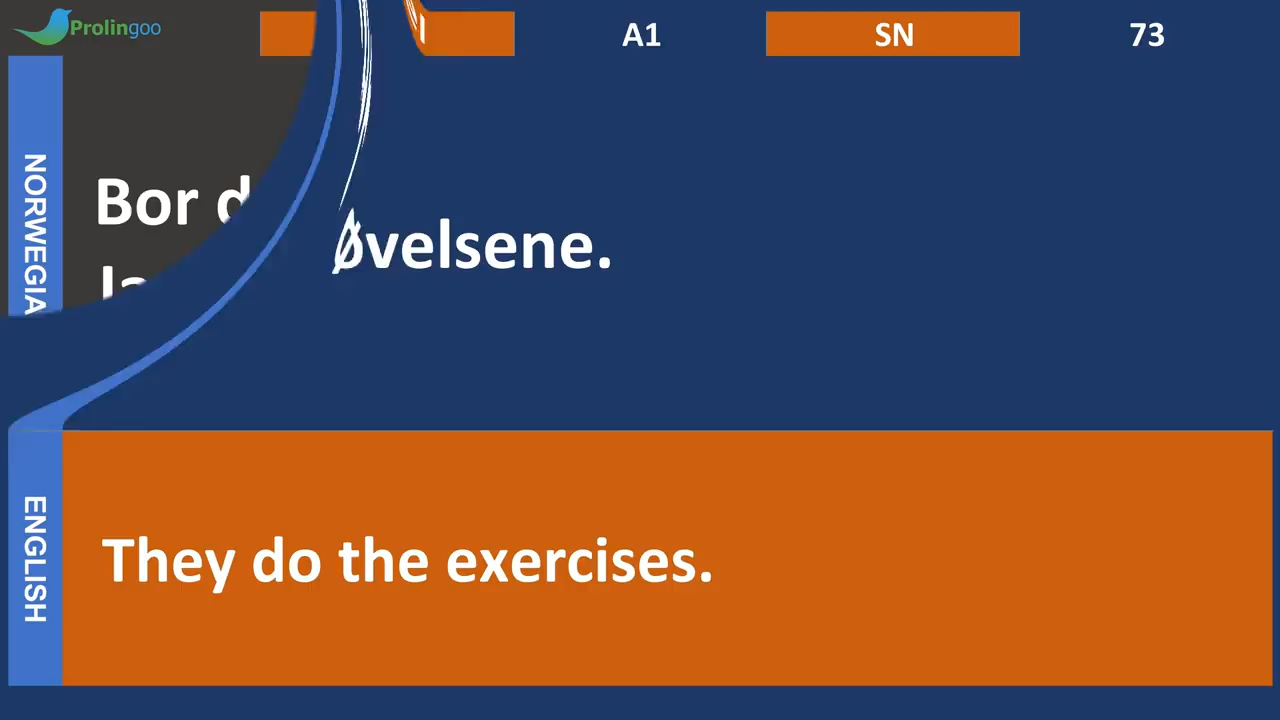 Prolingoo
A1
SN
73
NORWEGIA
Bor
øvelsene.
ENGLISH
They do the exercises.